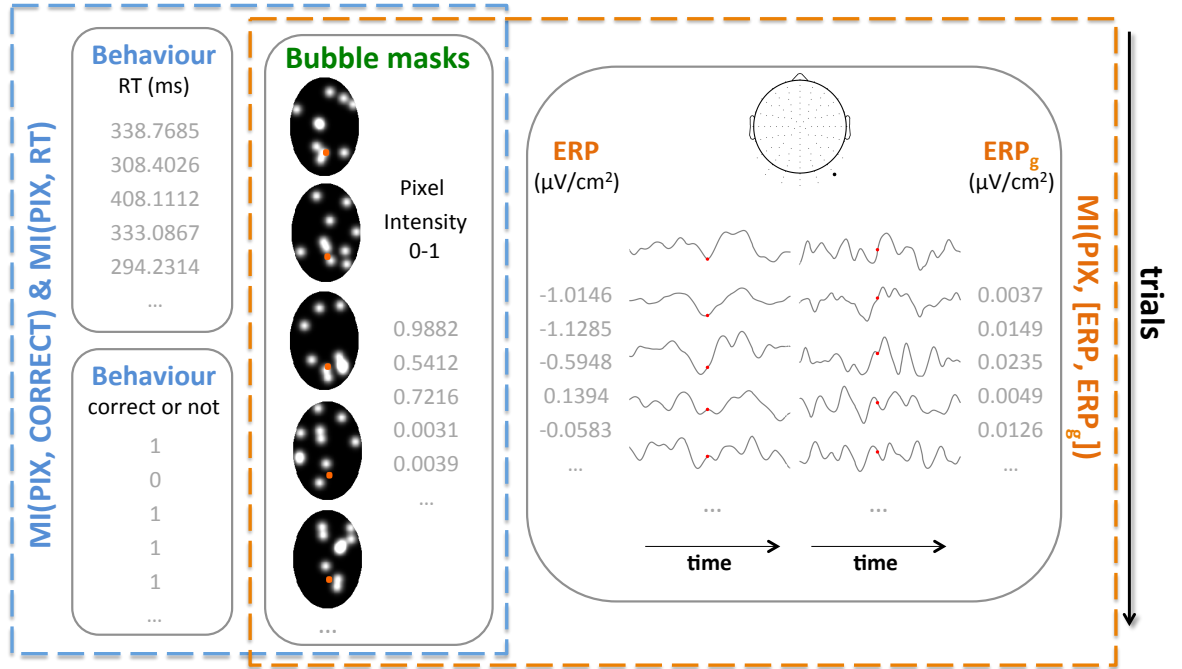 MI(PIX, CORRECT) & MI(PIX, RT)
Behaviour
RT (ms)
338.7685
308.4026
408.1112
333.0867
294.2314
...
Behaviour
correct or not
1
0
1
1
1
...
Bubble masks
Pixel
Intensity
0-1
0.9882
0.5412
0.7216
0.0031
0.0039
...
...
ERP
(µV/cm²)
-1.0146
-1.1285
-0.5948
0.1394
-0.0583
...
...
time
...
time
ERPg
(µV/cm²)
0.0037
0.0149
0.0235
0.0049
0.0126
...
MI(PIX, [ERP, ERPg])
trials